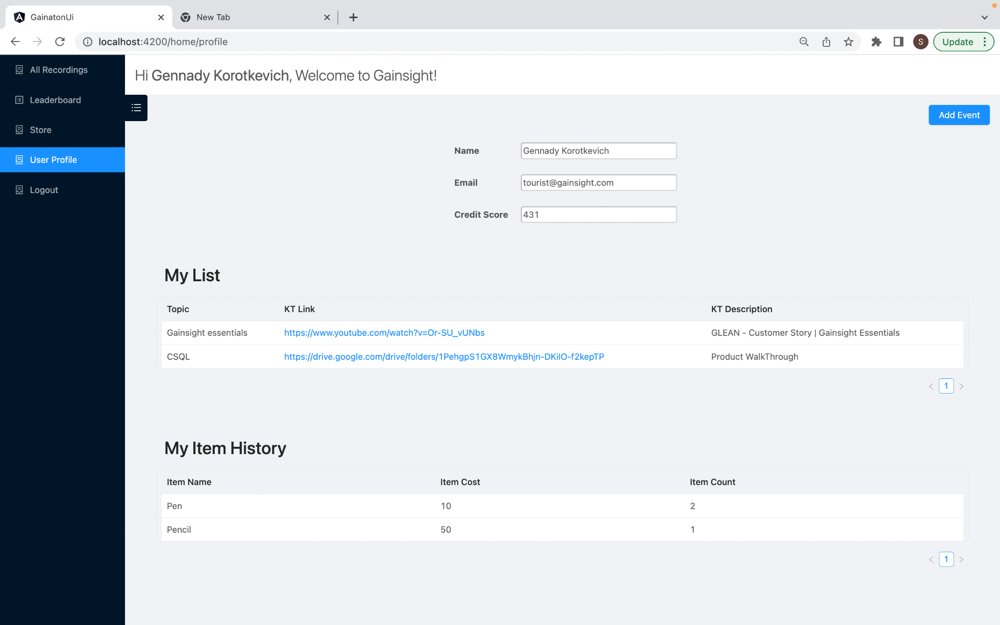 GainatonUi
New Tab
localhost:4200/home/profile
S
Update
All Recordings
Leaderboard
Store
User Profile
Logout
Hi Gennady Korotkevich, Welcome to Gainsight!
Add Event
Name Gennady Korotkevich
Email tourist@gainsight.com
Credit Score 431
My List
Topic KT Link KT Description
Gainsight essentials https://www.youtube.com/watch?v=Or-SU_vUNbs GLEAN - Customer Story | Gainsight Essentials
CSQL https://drive.google.com/drive/folders/1PehgpS1GX8WmykBhjn-DKiIO-f2kepTP Product WalkThrough
< 1 >
My Item History
Item Name Item Cost Item Count
Pen 10 2
Pencil 50 1
< 1 >